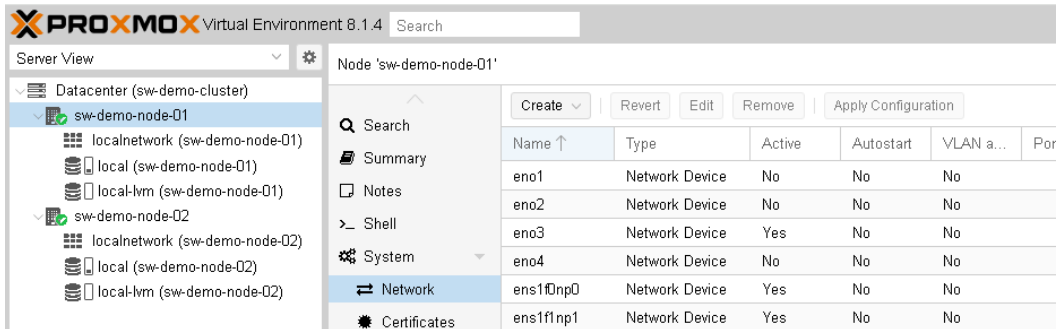 PROXMOX Virtual Environment 8.1.4 Search
Server View
Datacenter (sw-demo-cluster)
sw-demo-node-01
localnetwork (sw-demo-node-01)
local (sw-demo-node-01)
local-lvm (sw-demo-node-01)
sw-demo-node-02
localnetwork (sw-demo-node-02)
local (sw-demo-node-02)
local-lvm (sw-demo-node-02)
Node 'sw-demo-node-01'
Search
Summary
Notes
Shell
System
Network
Certificates
Create Revert Edit Remove Apply Configuration
Name Type Active Autostart VLAN a... Por
eno1 Network Device No No No
eno2 Network Device No No No
eno3 Network Device Yes No No
eno4 Network Device No No No
ens1f0np0 Network Device Yes No No
ens1f1np1 Network Device Yes No No